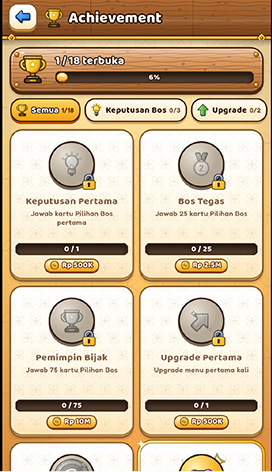 Achievement
1/18 terbuka
6%
Semua 1/18
Keputusan Bos 0/3
Upgrade 0/2
Keputusan Pertama
Jawab kartu Pilihan Bos
pertama
0 / 1
Rp 500K
Bos Tegas
Jawab 25 kartu Pilihan Bos
0 / 25
Rp 2.5M
Pemimpin Bijak
Jawab 75 kartu Pilihan Bos
0 / 75
Rp 10M
Upgrade Pertama
Upgrade menu pertama kali
0 / 1
Rp 500K